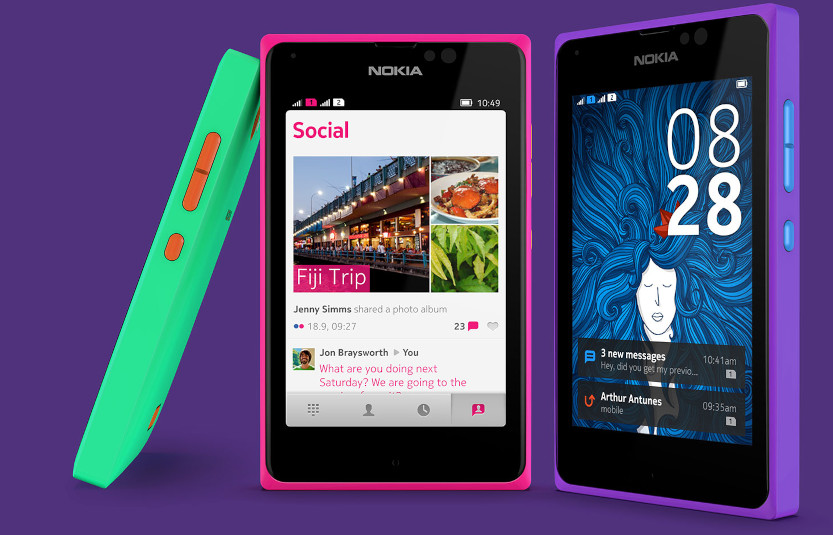 NOKIA
1 2 10:49
Social
Fiji Trip
Jenny Simms shared a photo album
18.9, 09:27 23
Jon Braysworth ▶ You
What are you doing next
Saturday? We are going to the
NOKIA
1 2
08
28
3 new messages 10:41am
Hey, did you get my previo... 1
Arthur Antunes 09:35am
mobile 1